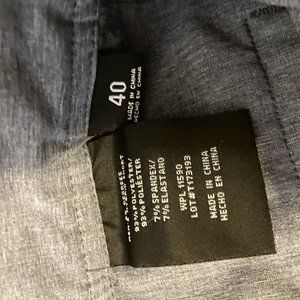 40
MADE IN CHINA
HECHO EN CHINA
93% POLYESTER/
93% POLIÉSTER
7% SPANDEX/
7% ELASTANO
WPL 11590
LOT#T173193
MADE IN CHINA
HECHO EN CHINA